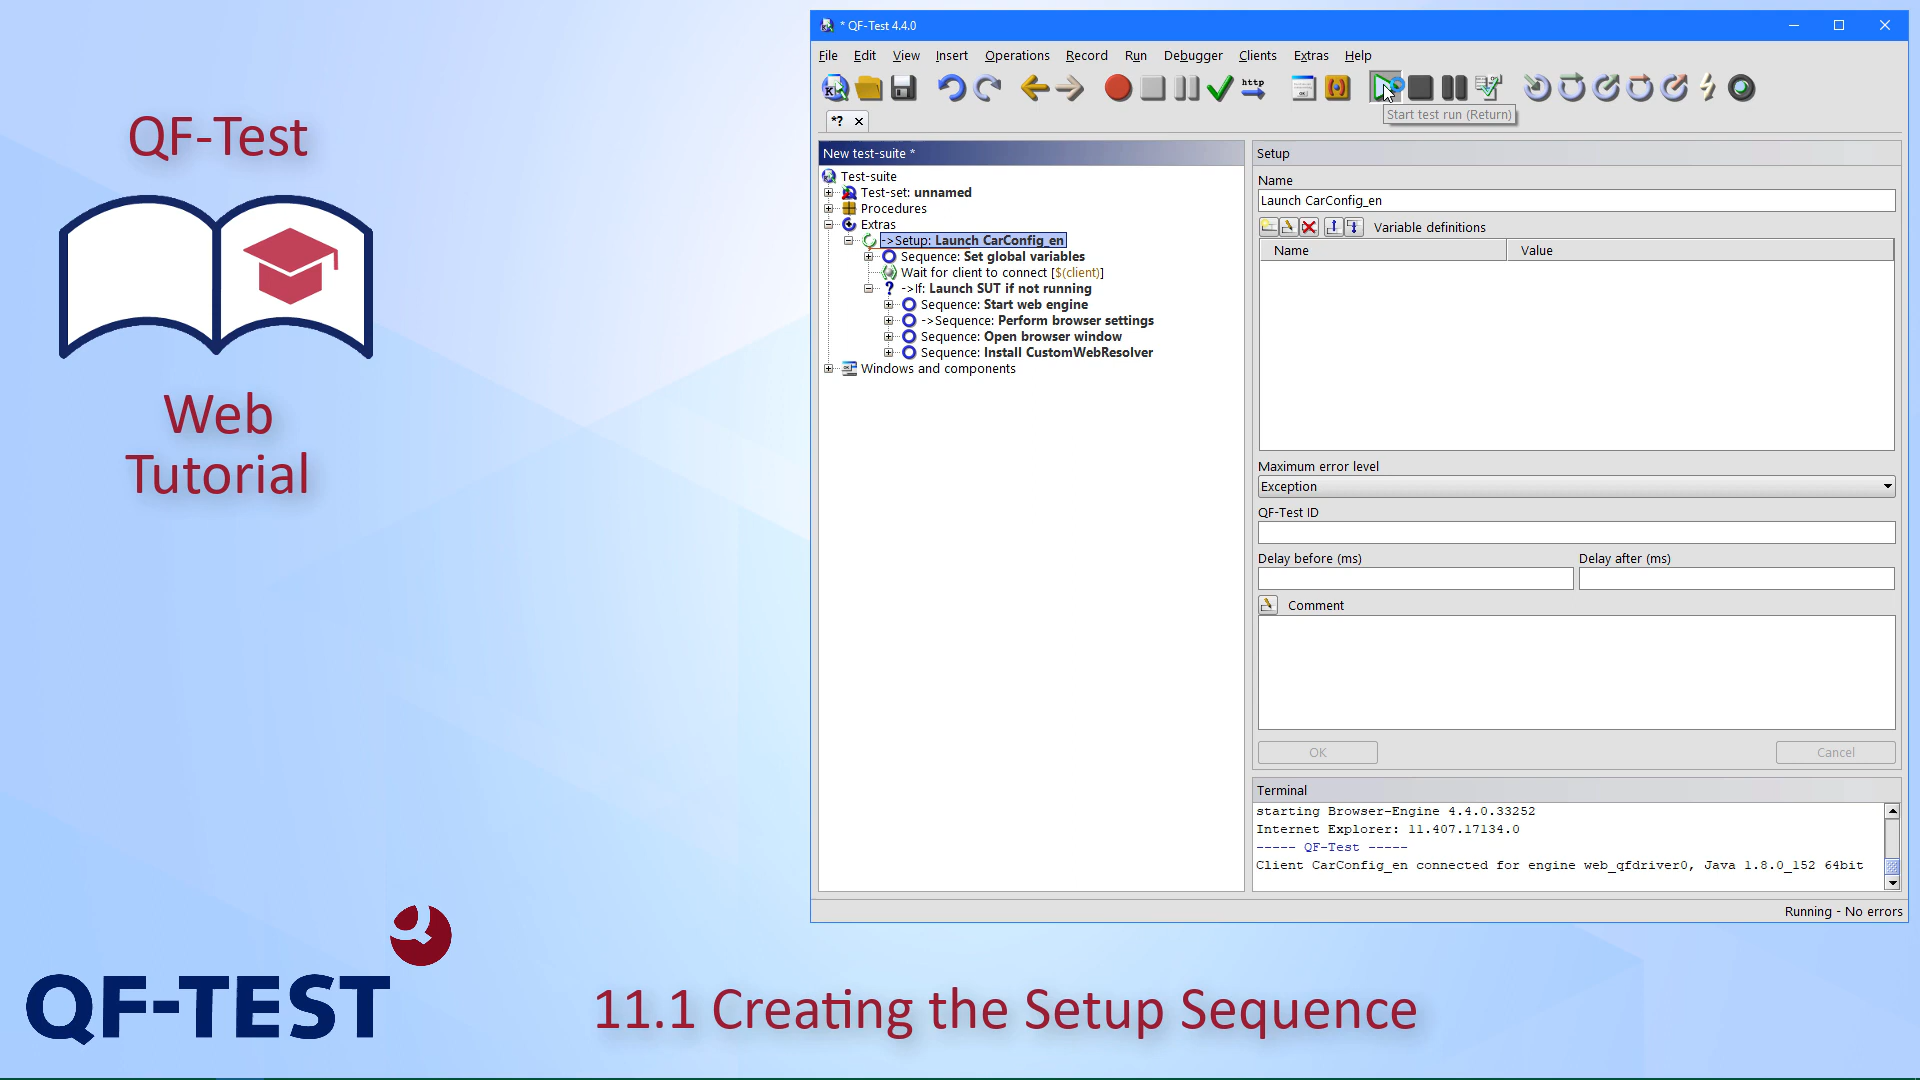 QF-Test
Web
Tutorial
QF-TEST
11.1 Creating the Setup Sequence
* QF-Test 4.4.0
File Edit View Insert Operations Record Run Debugger Clients Extras Help
http
Start test run (Return)
*?
New test-suite *
Test-suite
Test-set: unnamed
Procedures
Extras
->Setup: Launch CarConfig_en
Sequence: Set global variables
Wait for client to connect [$(client)]
->If: Launch SUT if not running
Sequence: Start web engine
->Sequence: Perform browser settings
Sequence: Open browser window
Sequence: Install CustomWebResolver
Windows and components
Setup
Name
Launch CarConfig_en
Variable definitions
Name Value
Maximum error level
Exception
QF-Test ID
Delay before (ms) Delay after (ms)
Comment
OK Cancel
Terminal
starting Browser-Engine 4.4.0.33252
Internet Explorer: 11.407.17134.0
----- QF-Test -----
Client CarConfig_en connected for engine web_qfdriver0, Java 1.8.0_152 64bit
Running - No errors